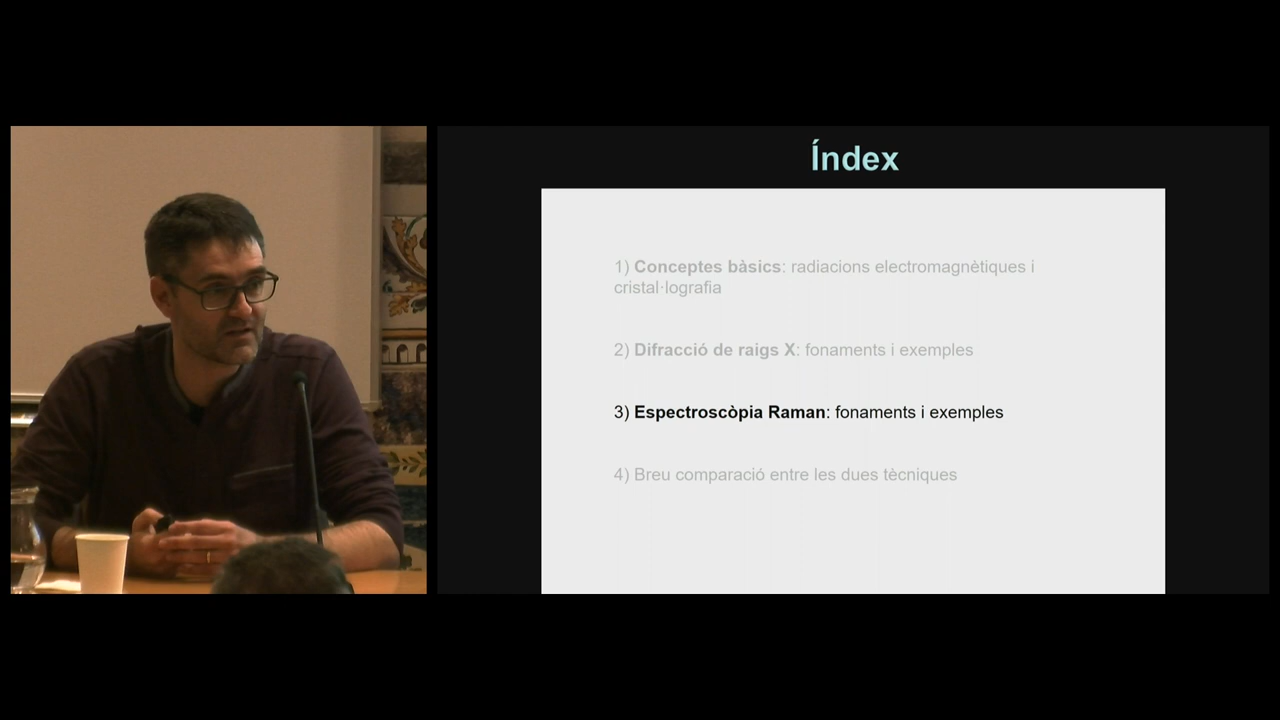 Índex
1) Conceptes bàsics: radiacions electromagnètiques i
cristal·lografia
2) Difracció de raigs X: fonaments i exemples
3) Espectroscòpia Raman: fonaments i exemples
4) Breu comparació entre les dues tècniques